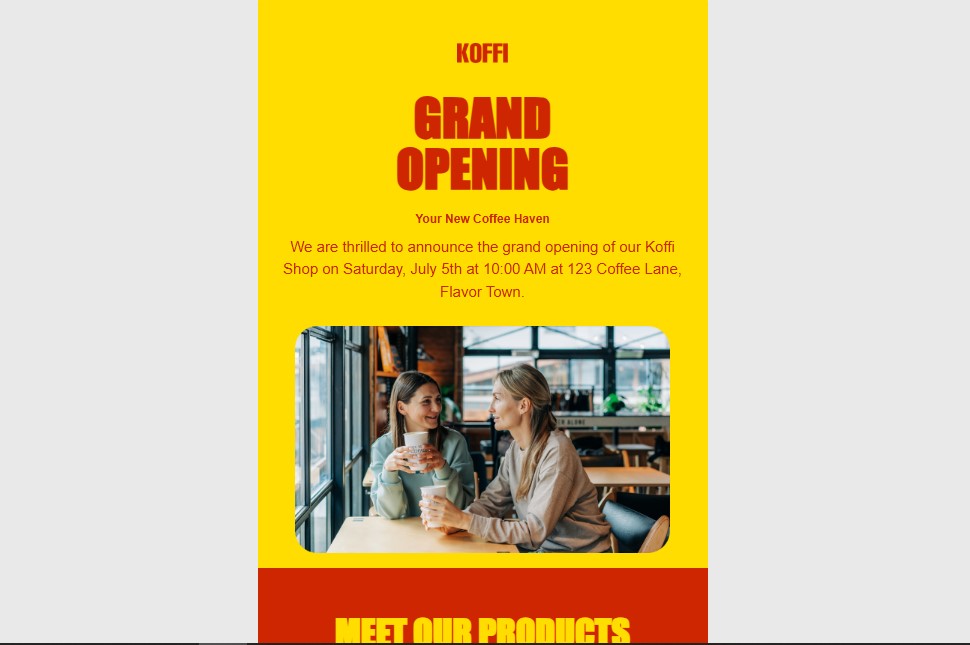 KOFFI
GRAND
OPENING
Your New Coffee Haven
We are thrilled to announce the grand opening of our Koffi
Shop on Saturday, July 5th at 10:00 AM at 123 Coffee Lane,
Flavor Town.
MEET OUR PRODUCTS